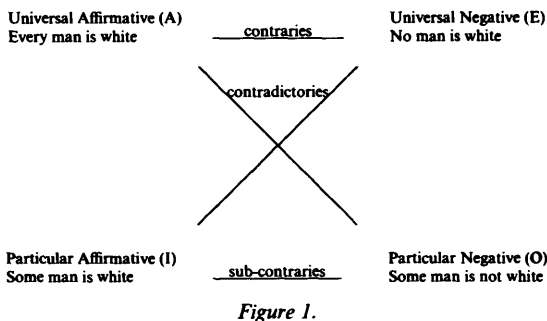 Universal Affirmative (A)
Every man is white
contraries
Universal Negative (E)
No man is white
contradictories
Particular Affirmative (I)
Some man is white
sub-contraries
Particular Negative (O)
Some man is not white
Figure 1.